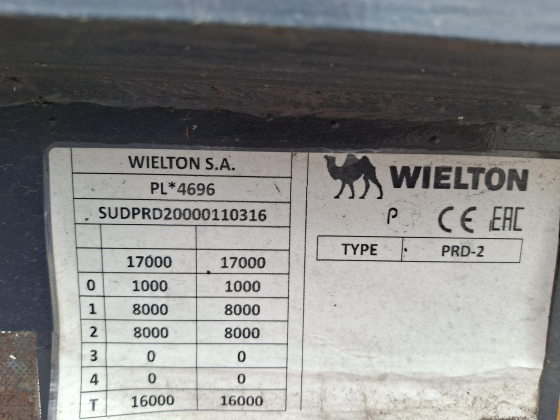 WIELTON S.A.
PL*4696
SUDPRD20000110316
17000 17000
0 1000 1000
1 8000 8000
2 8000 8000
3 0 0
4 0 0
T 16000 16000
WIELTON
P CE EAC
TYPE PRD-2